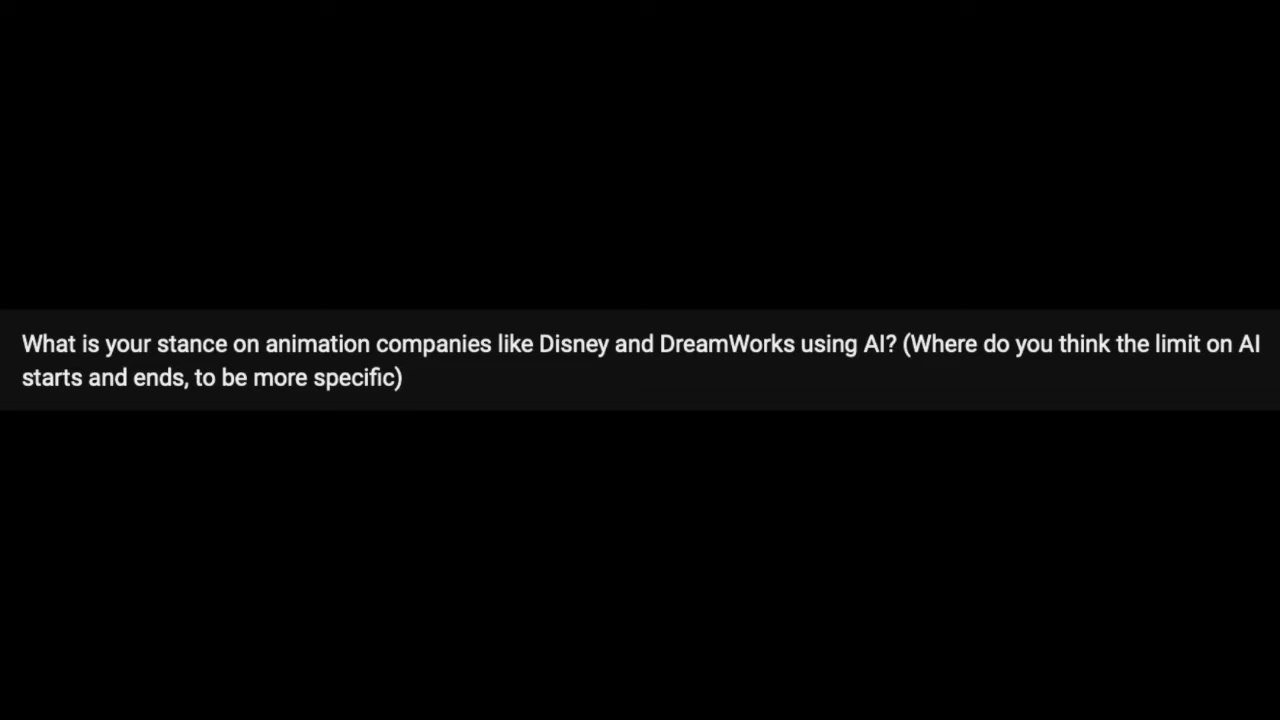 What is your stance on animation companies like Disney and DreamWorks using AI? (Where do you think the limit on AI
starts and ends, to be more specific)